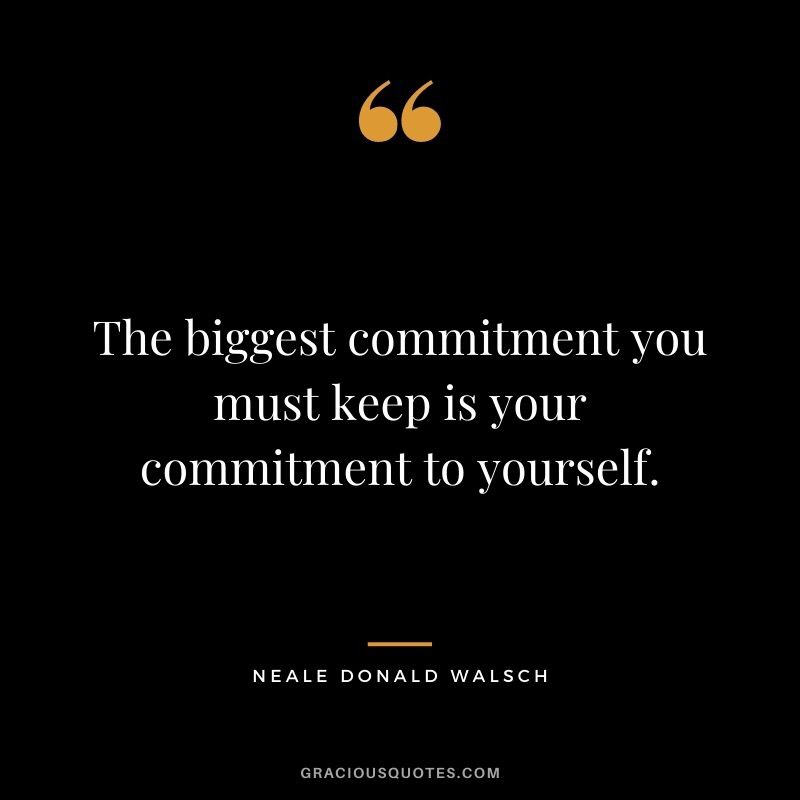 “
The biggest commitment you
must keep is your
commitment to yourself.
NEALE DONALD WALSCH
GRACIOUSQUOTES.COM